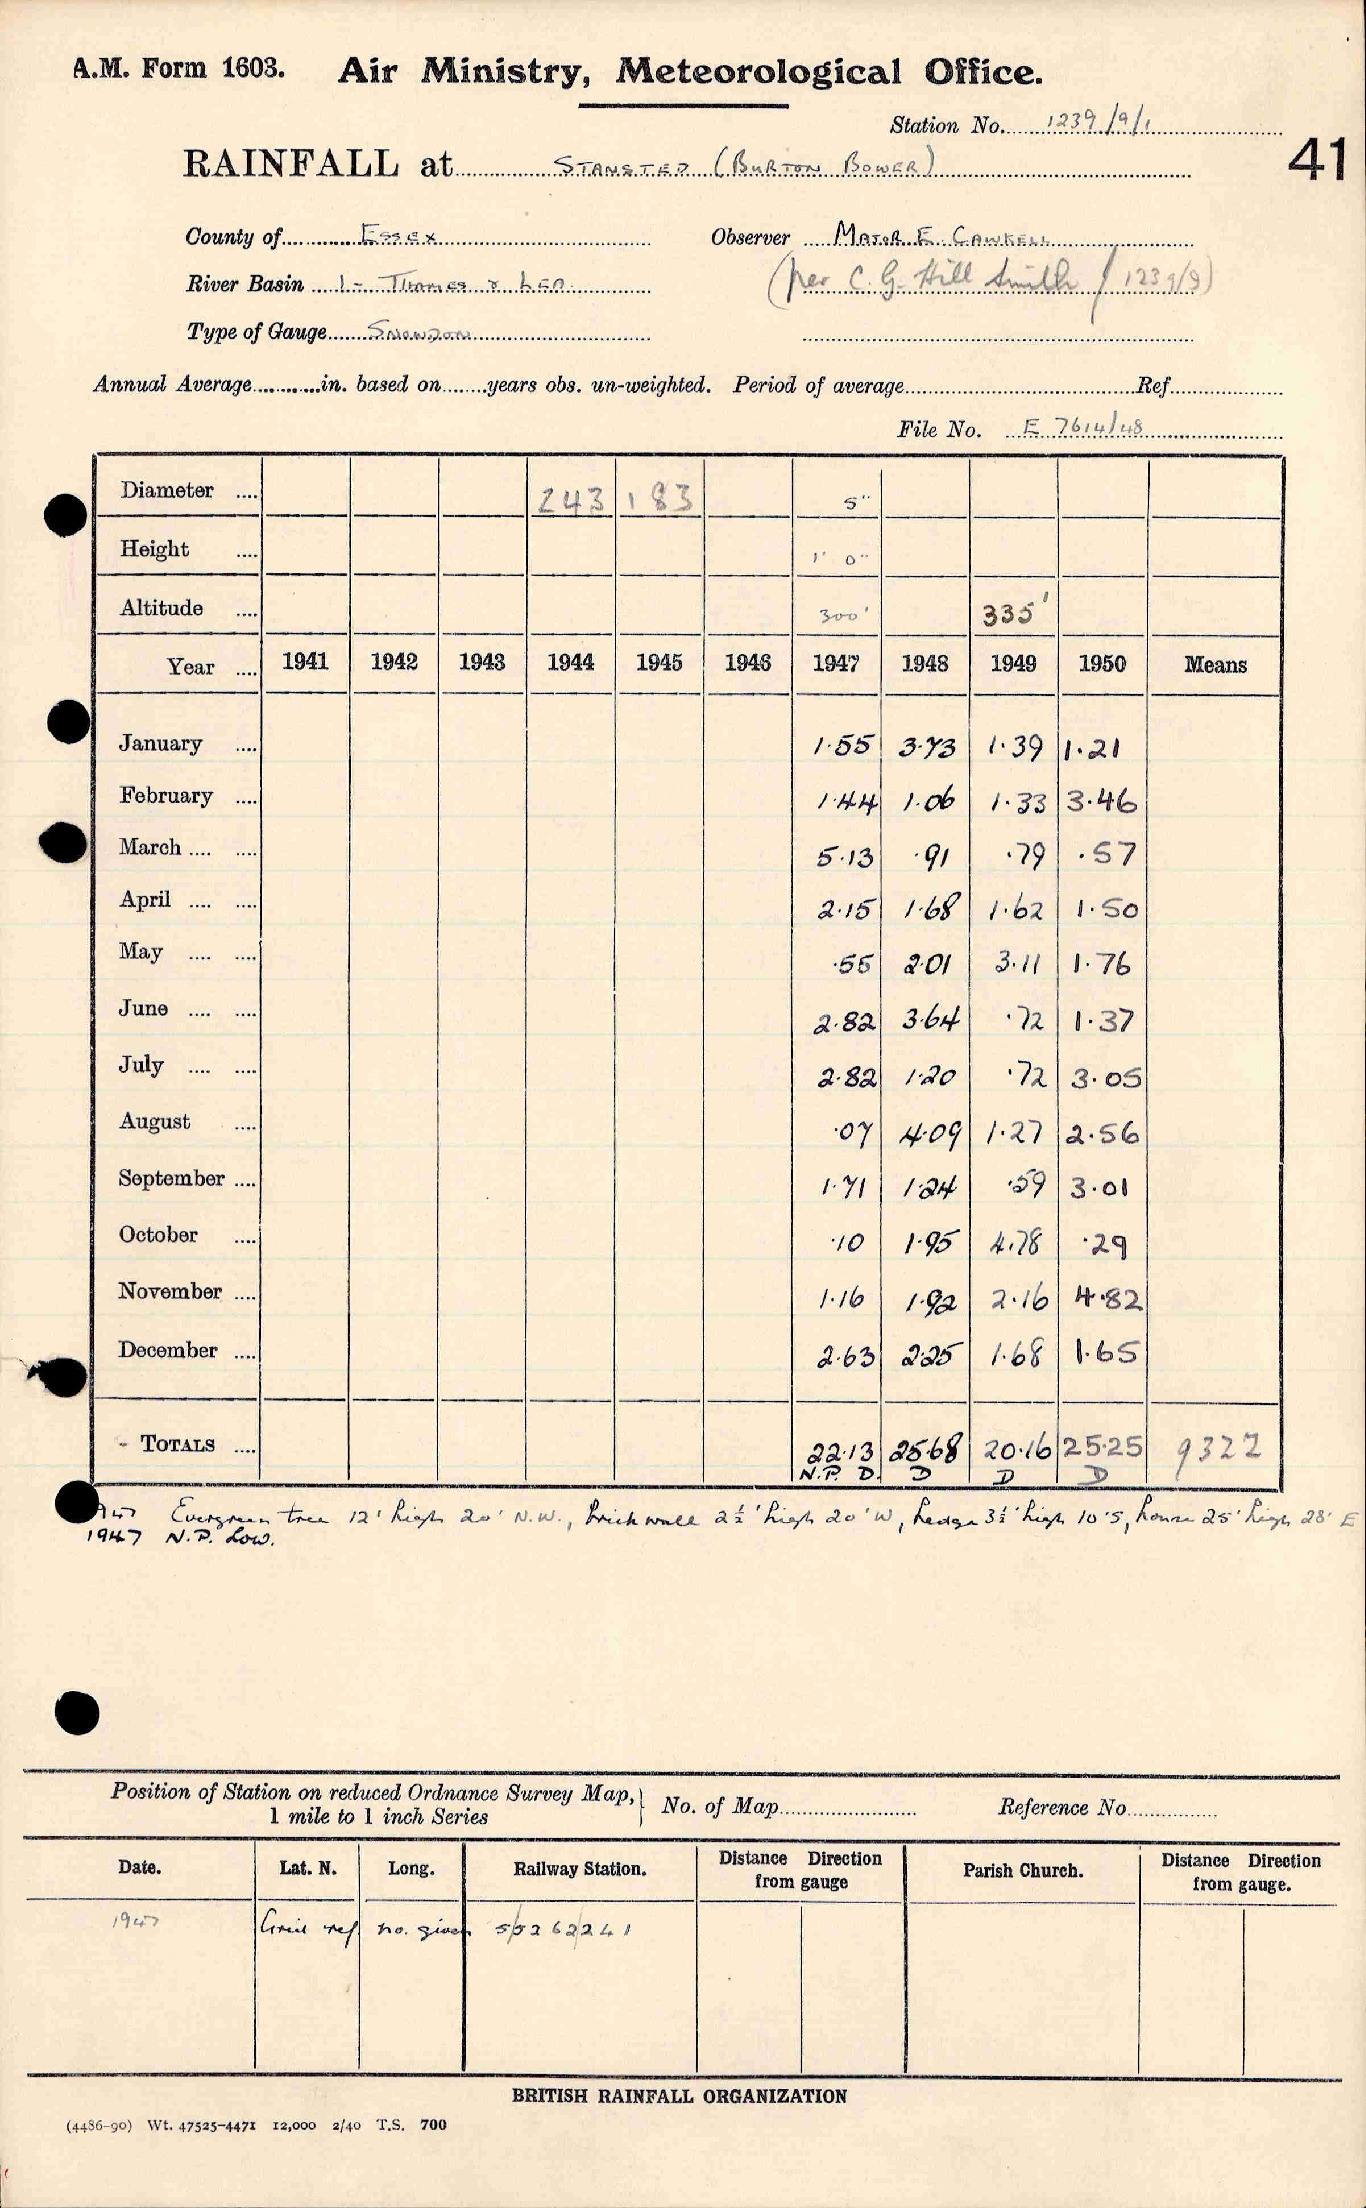 A.M. Form 1603. Air Ministry, Meteorological Office.
Station No. 1239/9/1
41
RAINFALL at STANSTED (BURTON BOWER)
County of ESSEX Observer MAJOR E. CAWKELL
River Basin 1 - THAMES & LEA (per C. G. Hill Smith / 1239/9)
Type of Gauge SNOWDON
Annual Average in. based on years obs. un-weighted. Period of average Ref.
File No. E 7614/48
Diameter 243 183 5"
Height 1' 0"
Altitude 300' 335'
Year 1941 1942 1943 1944 1945 1946 1947 1948 1949 1950 Means
January 1.55 3.73 1.39 1.21
February 1.44 1.06 1.33 3.46
March .... 5.13 .91 .79 .57
April .... 2.15 1.68 1.62 1.50
May .... .55 2.01 3.11 1.76
June .... 2.82 3.64 .72 1.37
July .... 2.82 1.20 .72 3.05
August .07 4.09 1.27 2.56
September .... 1.71 1.24 .59 3.01
October .10 1.95 4.78 .29
November .... 1.16 1.92 2.16 4.82
December .... 2.63 2.25 1.68 1.65
TOTALS .... 22.13 25.68 20.16 25.25 9322
N.P. D. D D D
1947 Evergreen tree 12' high 20' N.W., brick wall 2½' high 20' W, hedge 3½' high 10' S, house 25' high 28' E
1947 N.P. Low.
Position of Station on reduced Ordnance Survey Map, 1 mile to 1 inch Series } No. of Map Reference No.
Date. Lat. N. Long. Railway Station. Distance Direction from gauge Parish Church. Distance Direction from gauge.
1947 Grid ref. no. given 5/5262241
BRITISH RAINFALL ORGANIZATION
(4486-90) Wt. 47525-4471 12,000 2/40 T.S. 700